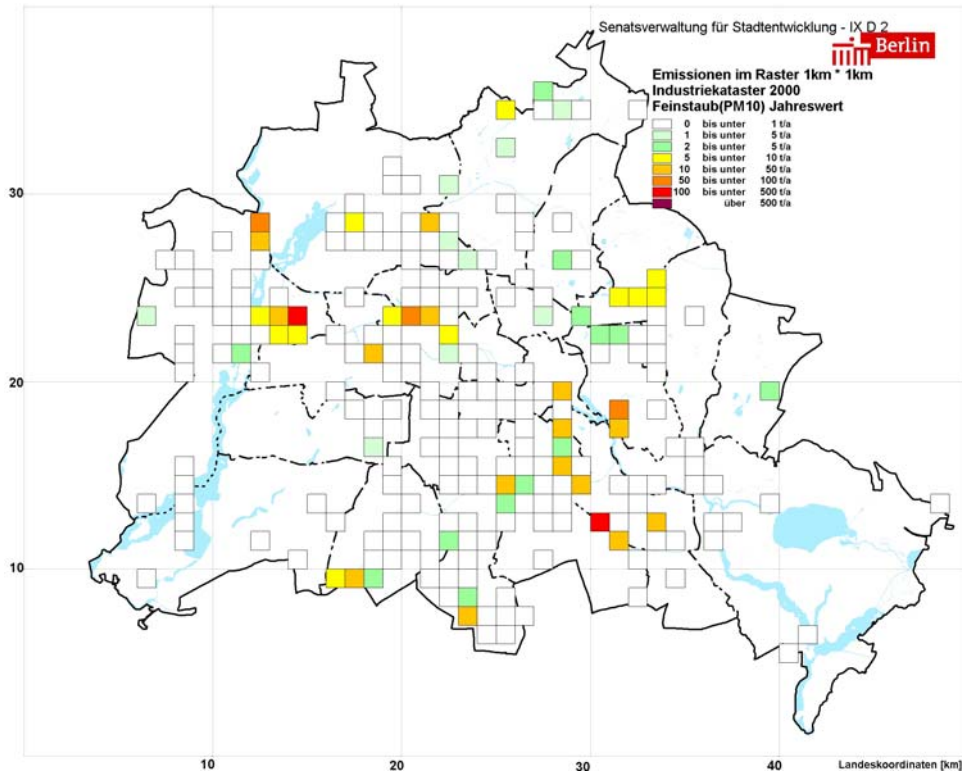 Senatsverwaltung für Stadtentwicklung - IX D 2
Berlin
Emissionen im Raster 1km * 1km
Industriekataster 2000
Feinstaub(PM10) Jahreswert
0 bis unter 1 t/a
1 bis unter 5 t/a
2 bis unter 5 t/a
5 bis unter 10 t/a
10 bis unter 50 t/a
50 bis unter 100 t/a
100 bis unter 500 t/a
über 500 t/a
30
20
10
10 20 30 40 Landeskoordinaten [km]